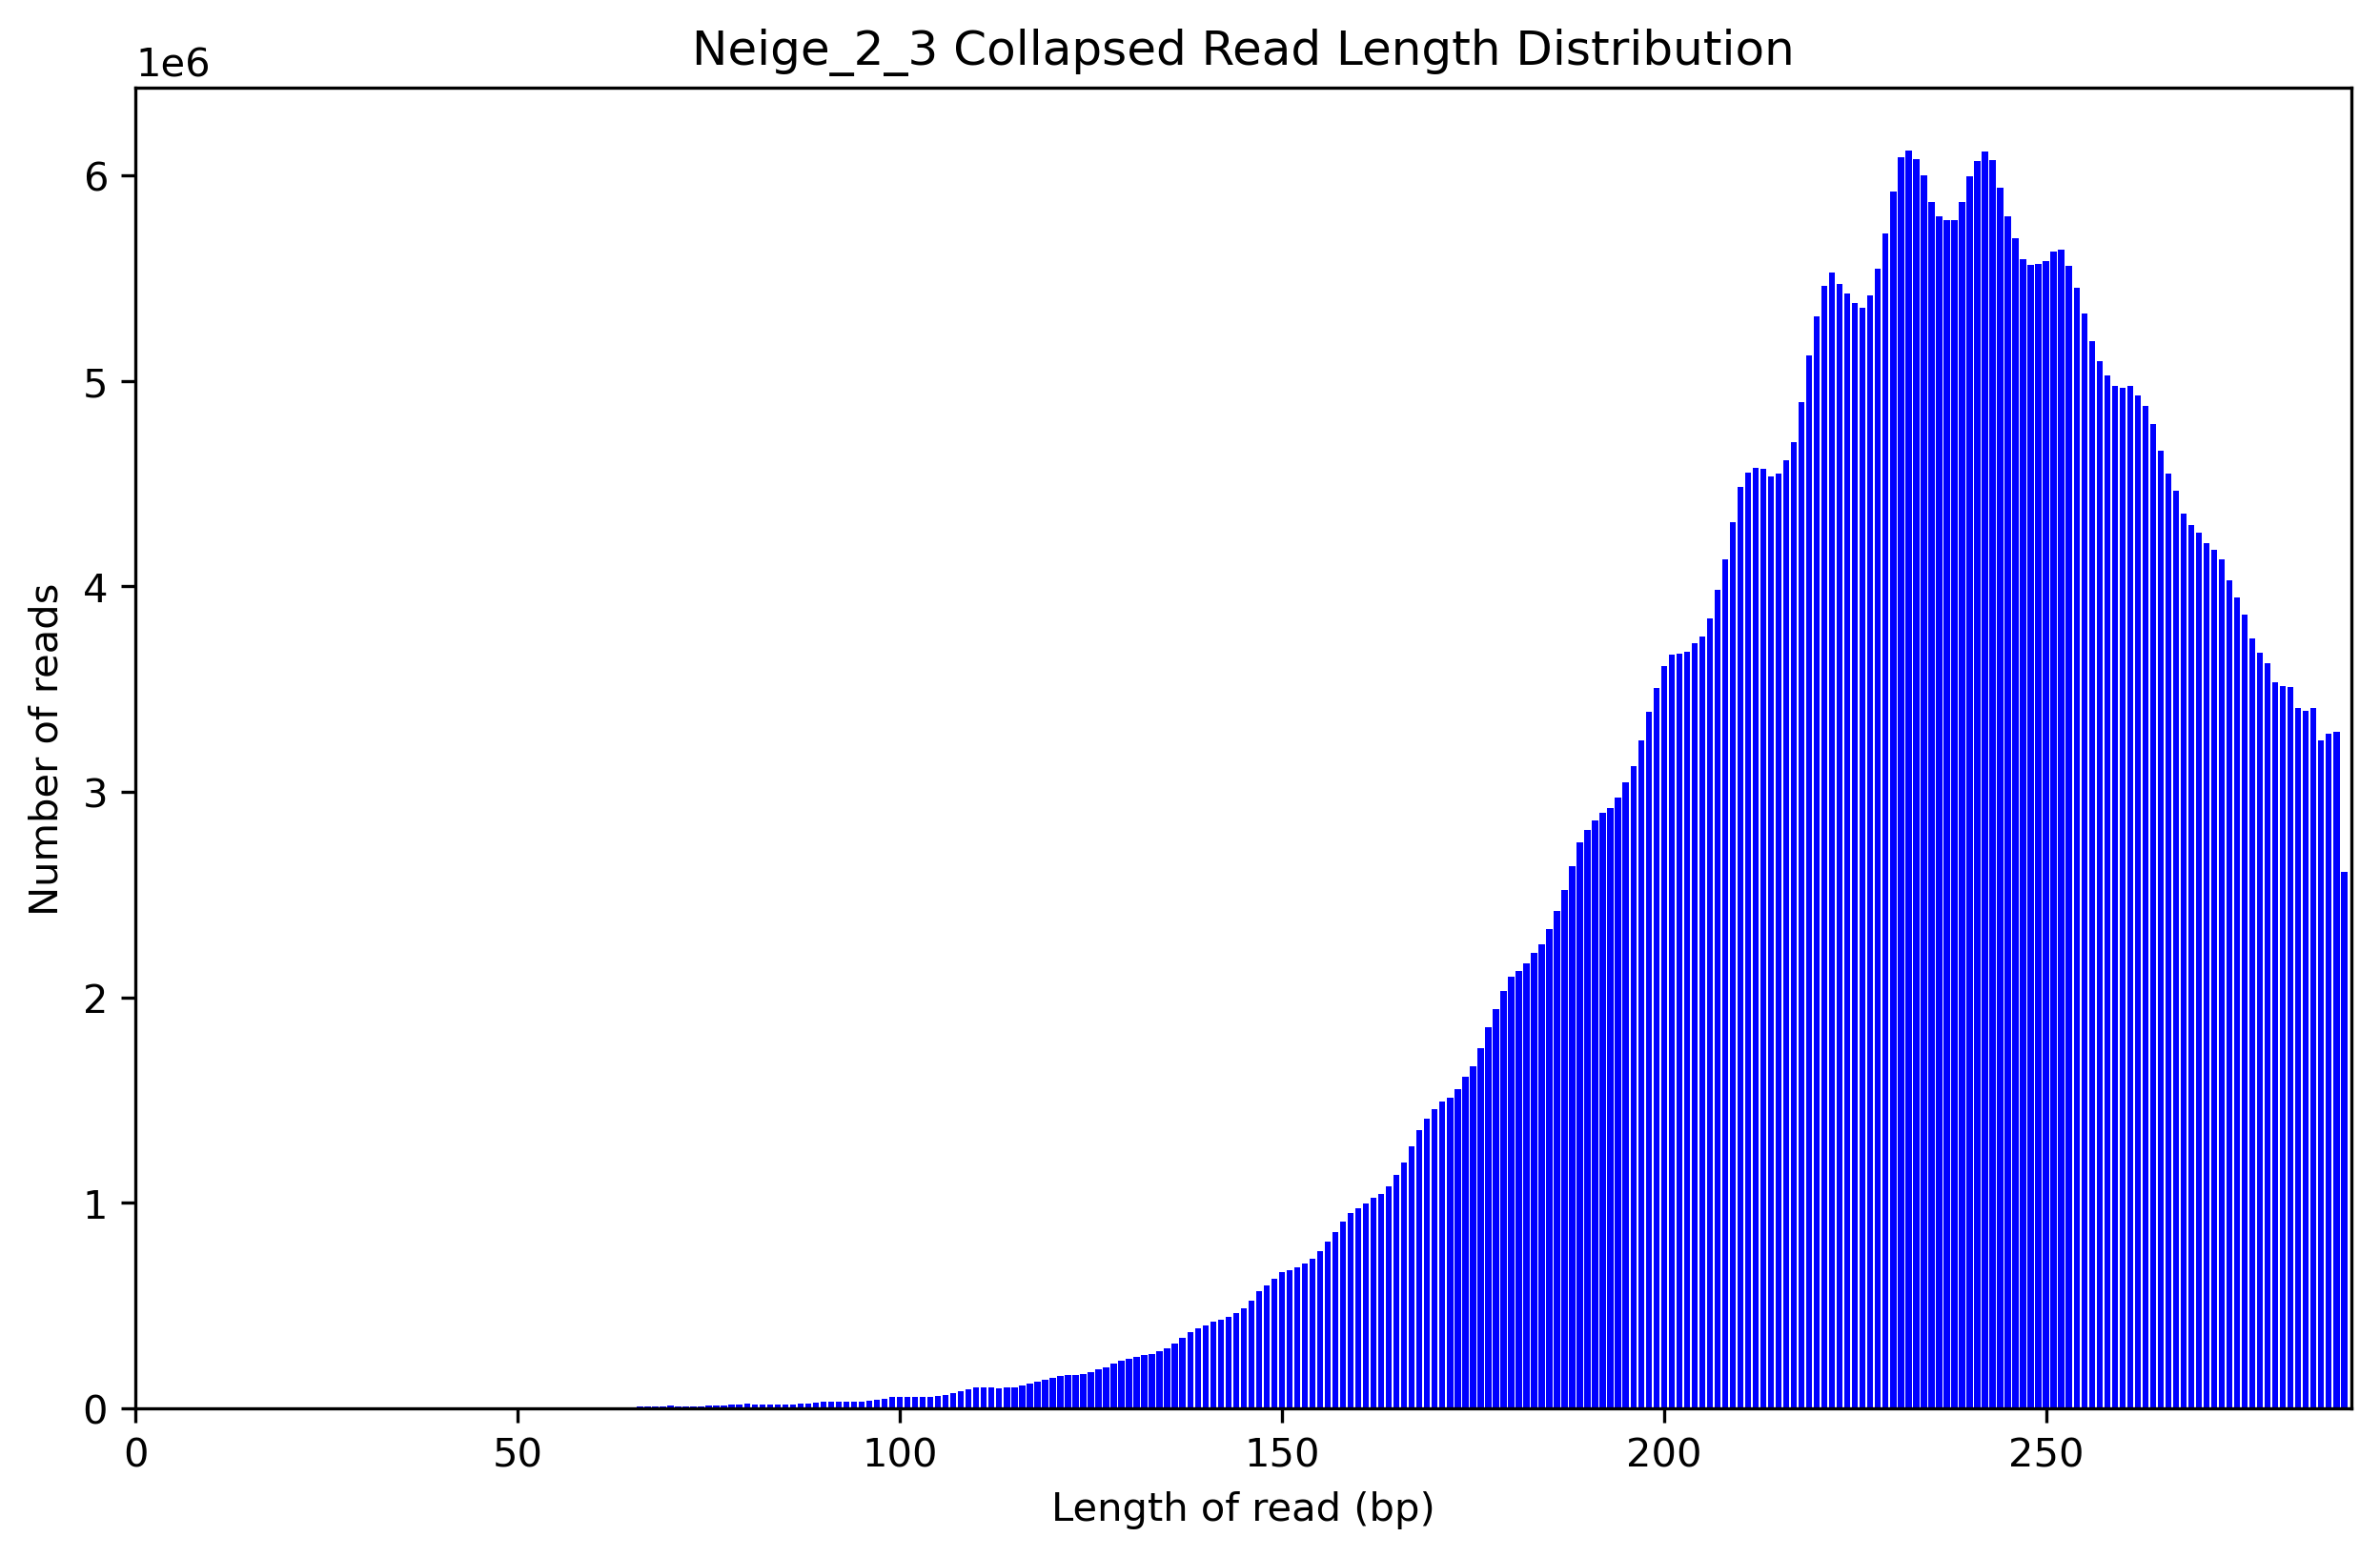 Neige_2_3 Collapsed Read Length Distribution
1e6
6
5
4
3
2
1
0
Number of reads
0 50 100 150 200 250
Length of read (bp)